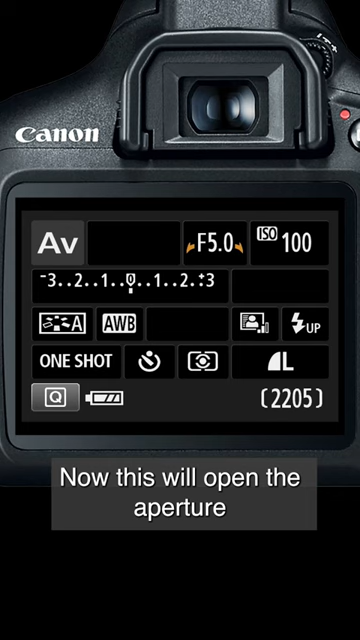 Canon
Av
F5.0
ISO 100
-3..2..1..0..1..2..+3
A
AWB
UP
ONE SHOT
L
Q
(2205)
Now this will open the
aperture